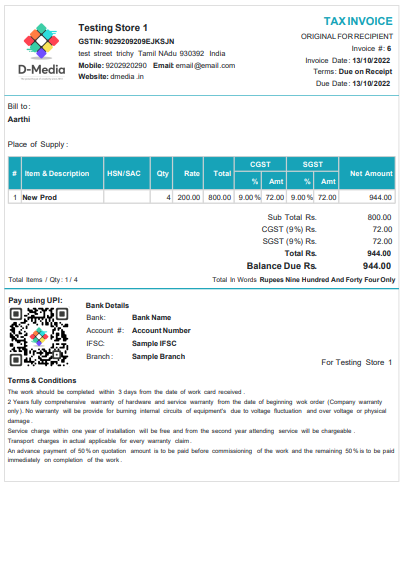 D-Media
Testing Store 1
GSTIN: 9029209209EJKSJN
test street trichy Tamil NAdu 930392 India
Mobile: 9202920290 Email: email@email.com
Website: dmedia .in
TAX INVOICE
ORIGINAL FOR RECIPIENT
Invoice #: 6
Invoice Date: 13/10/2022
Terms: Due on Receipt
Due Date: 13/10/2022
Bill to:
Aarthi
Place of Supply :
# Item & Description HSN/SAC Qty Rate Total CGST SGST Net Amount
% Amt % Amt
1 New Prod 4 200.00 800.00 9.00% 72.00 9.00% 72.00 944.00
Sub Total Rs. 800.00
CGST (9%) Rs. 72.00
SGST (9%) Rs. 72.00
Total Rs. 944.00
Balance Due Rs. 944.00
Total Items / Qty : 1 / 4 Total In Words Rupees Nine Hundred And Forty Four Only
Pay using UPI:
Bank Details
Bank: Bank Name
Account #: Account Number
IFSC: Sample IFSC
Branch : Sample Branch
For Testing Store 1
Terms & Conditions
The work should be completed within 3 days from the date of work card received .
2 Years fully comprehensive warranty of hardware and service warranty from the date of beginning wok order (Company warranty
only ). No warranty will be provide for burning internal circuits of equipment's due to voltage fluctuation and over voltage or physical
damage .
Service charge within one year of installation will be free and from the second year attending service will be chargeable .
Transport charges in actual applicable for every warranty claim .
An advance payment of 50% on quotation amount is to be paid before commissioning of the work and the remaining 50% is to be paid
immediately on completion of the work .